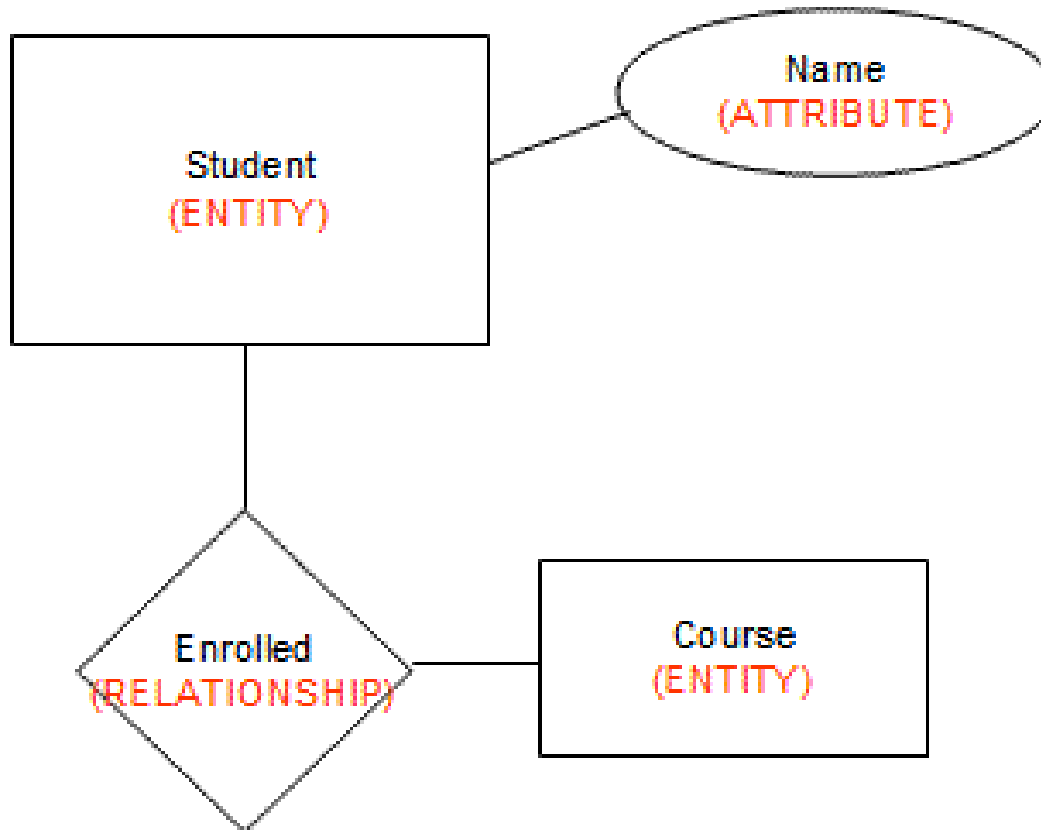 Name
(ATTRIBUTE)
Student
(ENTITY)
Enrolled
(RELATIONSHIP)
Course
(ENTITY)